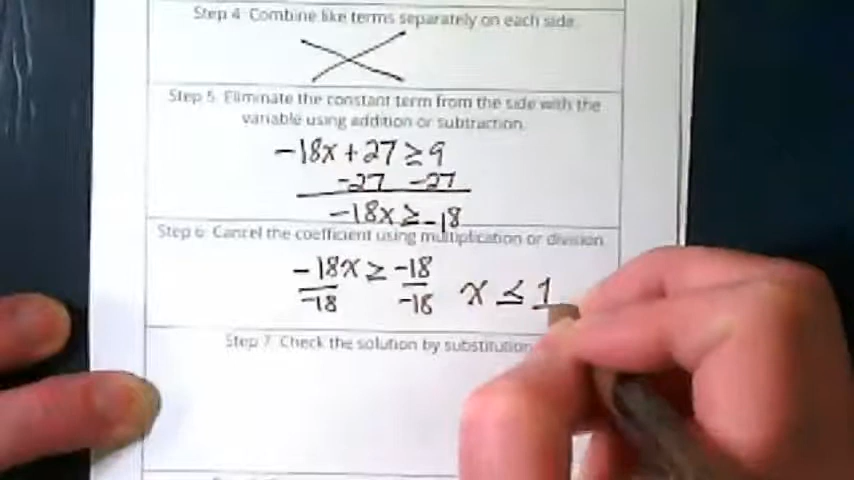 Step 4: Combine like terms separately on each side.
Step 5: Eliminate the constant term from the side with the
variable using addition or subtraction.
-18x + 27 ≥ 9
-27 -27
-18x ≥ -18
Step 6: Cancel the coefficient using multiplication or division.
-18x ≥ -18 x ≤ 1
-18 -18
Step 7: Check the solution by substitution